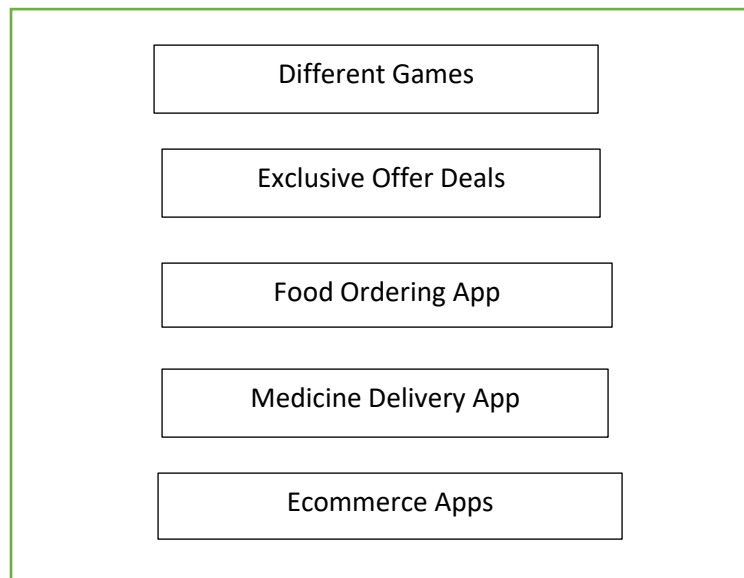 Different Games
Exclusive Offer Deals
Food Ordering App
Medicine Delivery App
Ecommerce Apps